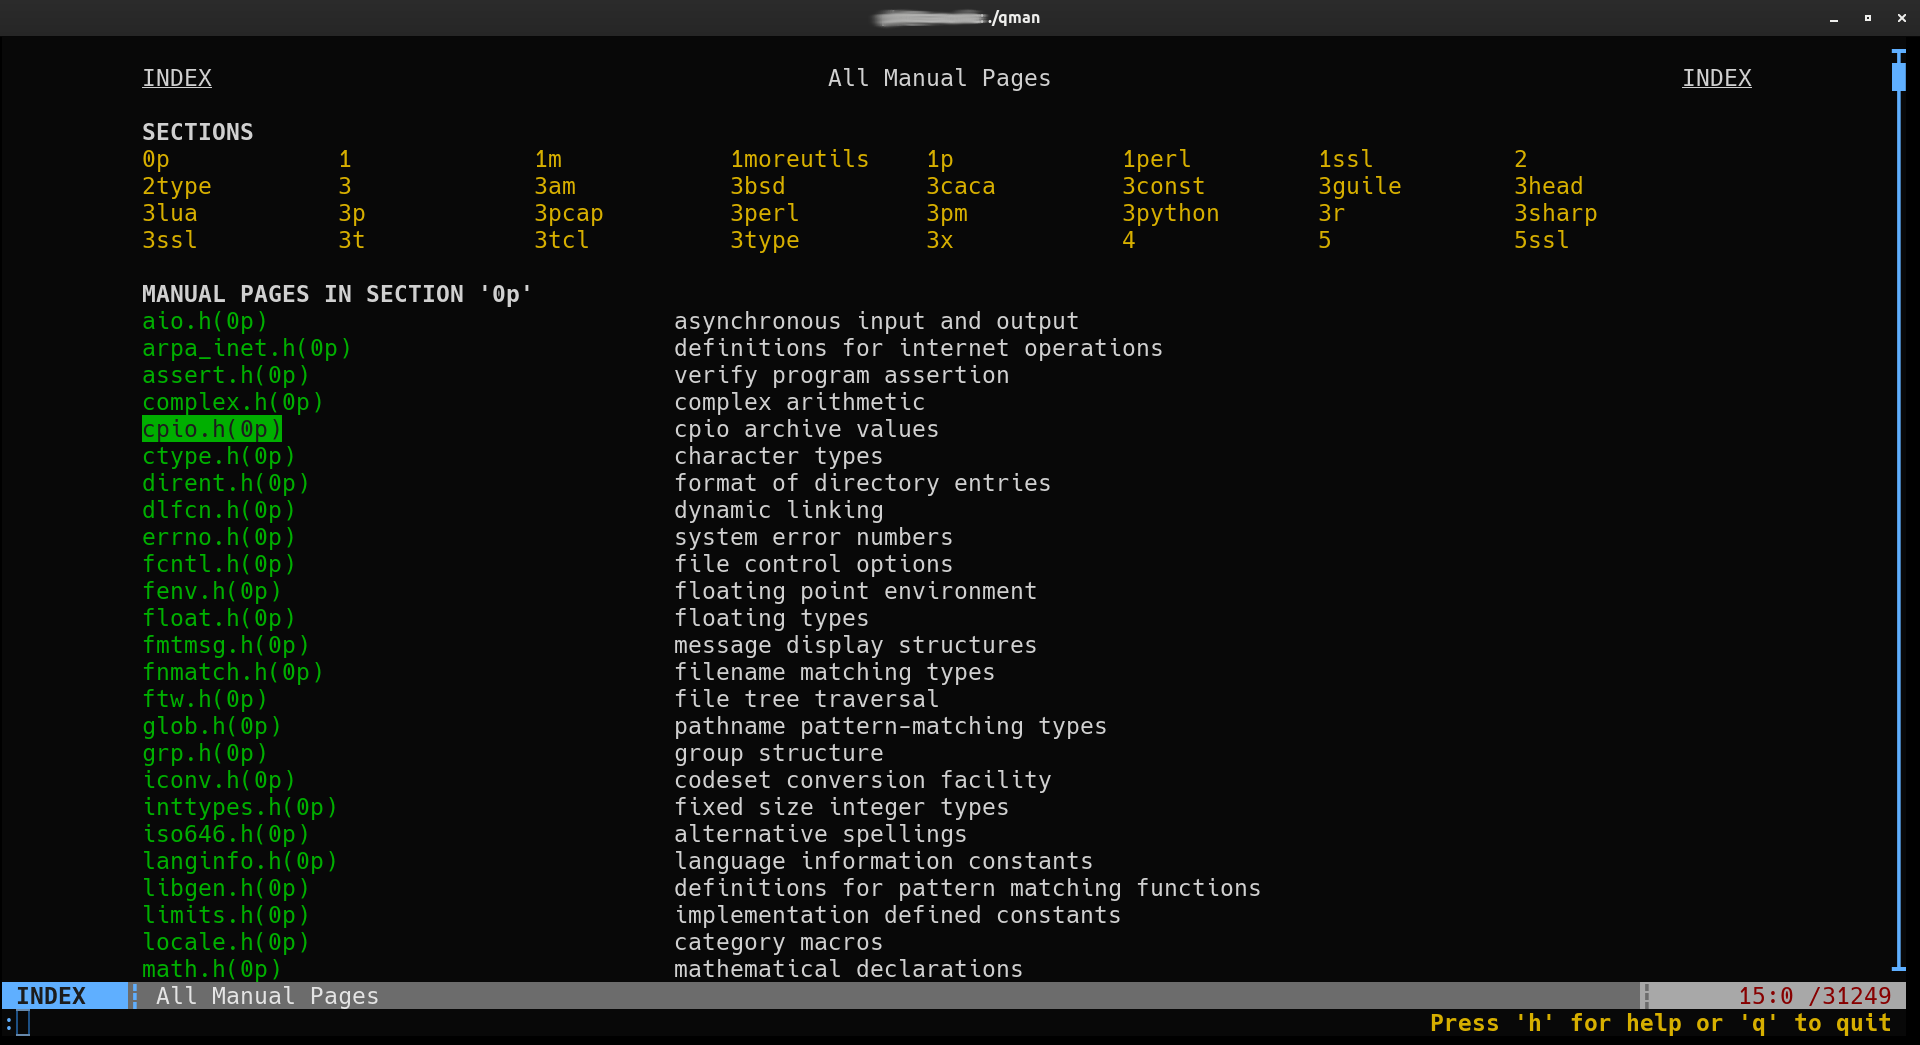 ./qman
INDEX All Manual Pages INDEX
SECTIONS
0p 1 1m 1moreutils 1p 1perl 1ssl 2
2type 3 3am 3bsd 3caca 3const 3guile 3head
3lua 3p 3pcap 3perl 3pm 3python 3r 3sharp
3ssl 3t 3tcl 3type 3x 4 5 5ssl
MANUAL PAGES IN SECTION '0p'
aio.h(0p) asynchronous input and output
arpa_inet.h(0p) definitions for internet operations
assert.h(0p) verify program assertion
complex.h(0p) complex arithmetic
cpio.h(0p) cpio archive values
ctype.h(0p) character types
dirent.h(0p) format of directory entries
dlfcn.h(0p) dynamic linking
errno.h(0p) system error numbers
fcntl.h(0p) file control options
fenv.h(0p) floating point environment
float.h(0p) floating types
fmtmsg.h(0p) message display structures
fnmatch.h(0p) filename matching types
ftw.h(0p) file tree traversal
glob.h(0p) pathname pattern-matching types
grp.h(0p) group structure
iconv.h(0p) codeset conversion facility
inttypes.h(0p) fixed size integer types
iso646.h(0p) alternative spellings
langinfo.h(0p) language information constants
libgen.h(0p) definitions for pattern matching functions
limits.h(0p) implementation defined constants
locale.h(0p) category macros
math.h(0p) mathematical declarations
INDEX All Manual Pages 15:0 /31249
: Press 'h' for help or 'q' to quit